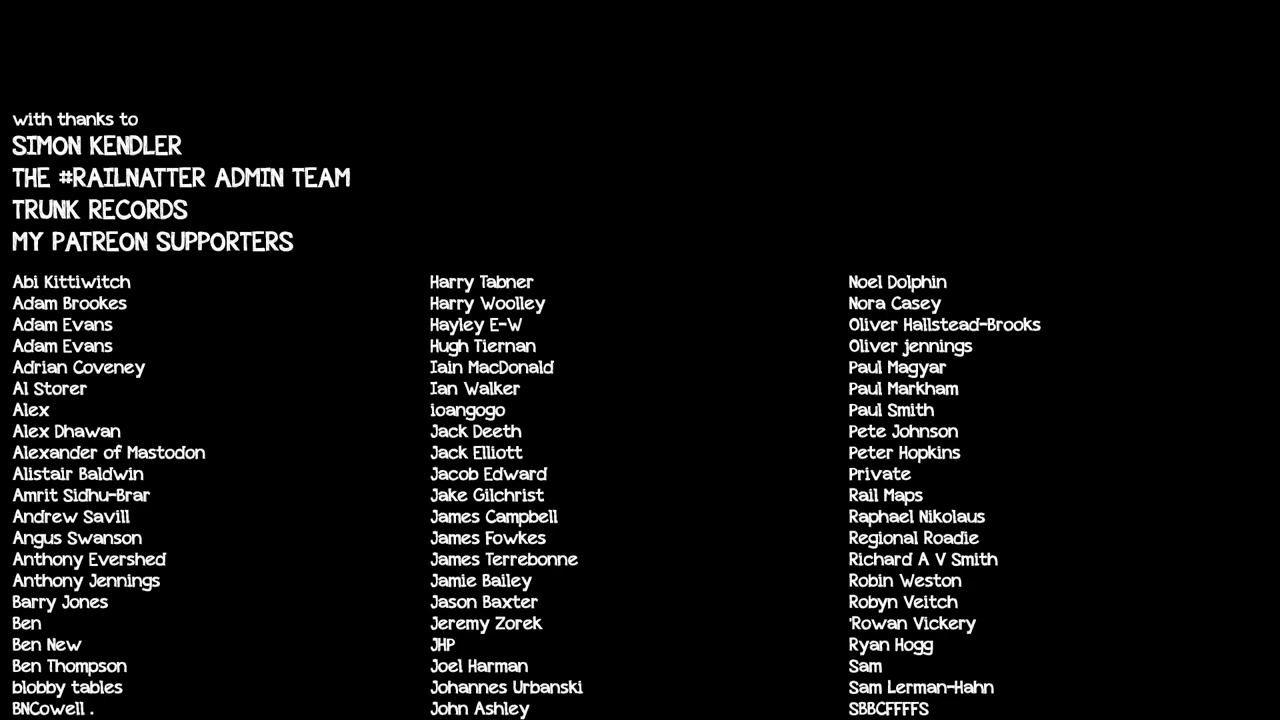 with thanks to
SIMON KENDLER
THE #RAILNATTER ADMIN TEAM
TRUNK RECORDS
MY PATREON SUPPORTERS
Abi Kittiwitch
Adam Brookes
Adam Evans
Adam Evans
Adrian Coveney
Al Storer
Alex
Alex Dhawan
Alexander of Mastodon
Alistair Baldwin
Amrit Sidhu-Brar
Andrew Savill
Angus Swanson
Anthony Evershed
Anthony Jennings
Barry Jones
Ben
Ben New
Ben Thompson
blobby tables
BNCowell .
Harry Tabner
Harry Woolley
Hayley E-W
Hugh Tiernan
Iain MacDonald
Ian Walker
ioangogo
Jack Deeth
Jack Elliott
Jacob Edward
Jake Gilchrist
James Campbell
James Fowkes
James Terrebonne
Jamie Bailey
Jason Baxter
Jeremy Zorek
JHP
Joel Harman
Johannes Urbanski
John Ashley
Noel Dolphin
Nora Casey
Oliver Hallstead-Brooks
Oliver jennings
Paul Magyar
Paul Markham
Paul Smith
Pete Johnson
Peter Hopkins
Private
Rail Maps
Raphael Nikolaus
Regional Roadie
Richard A V Smith
Robin Weston
Robyn Veitch
'Rowan Vickery
Ryan Hogg
Sam
Sam Lerman-Hahn
SBBCFFFFS